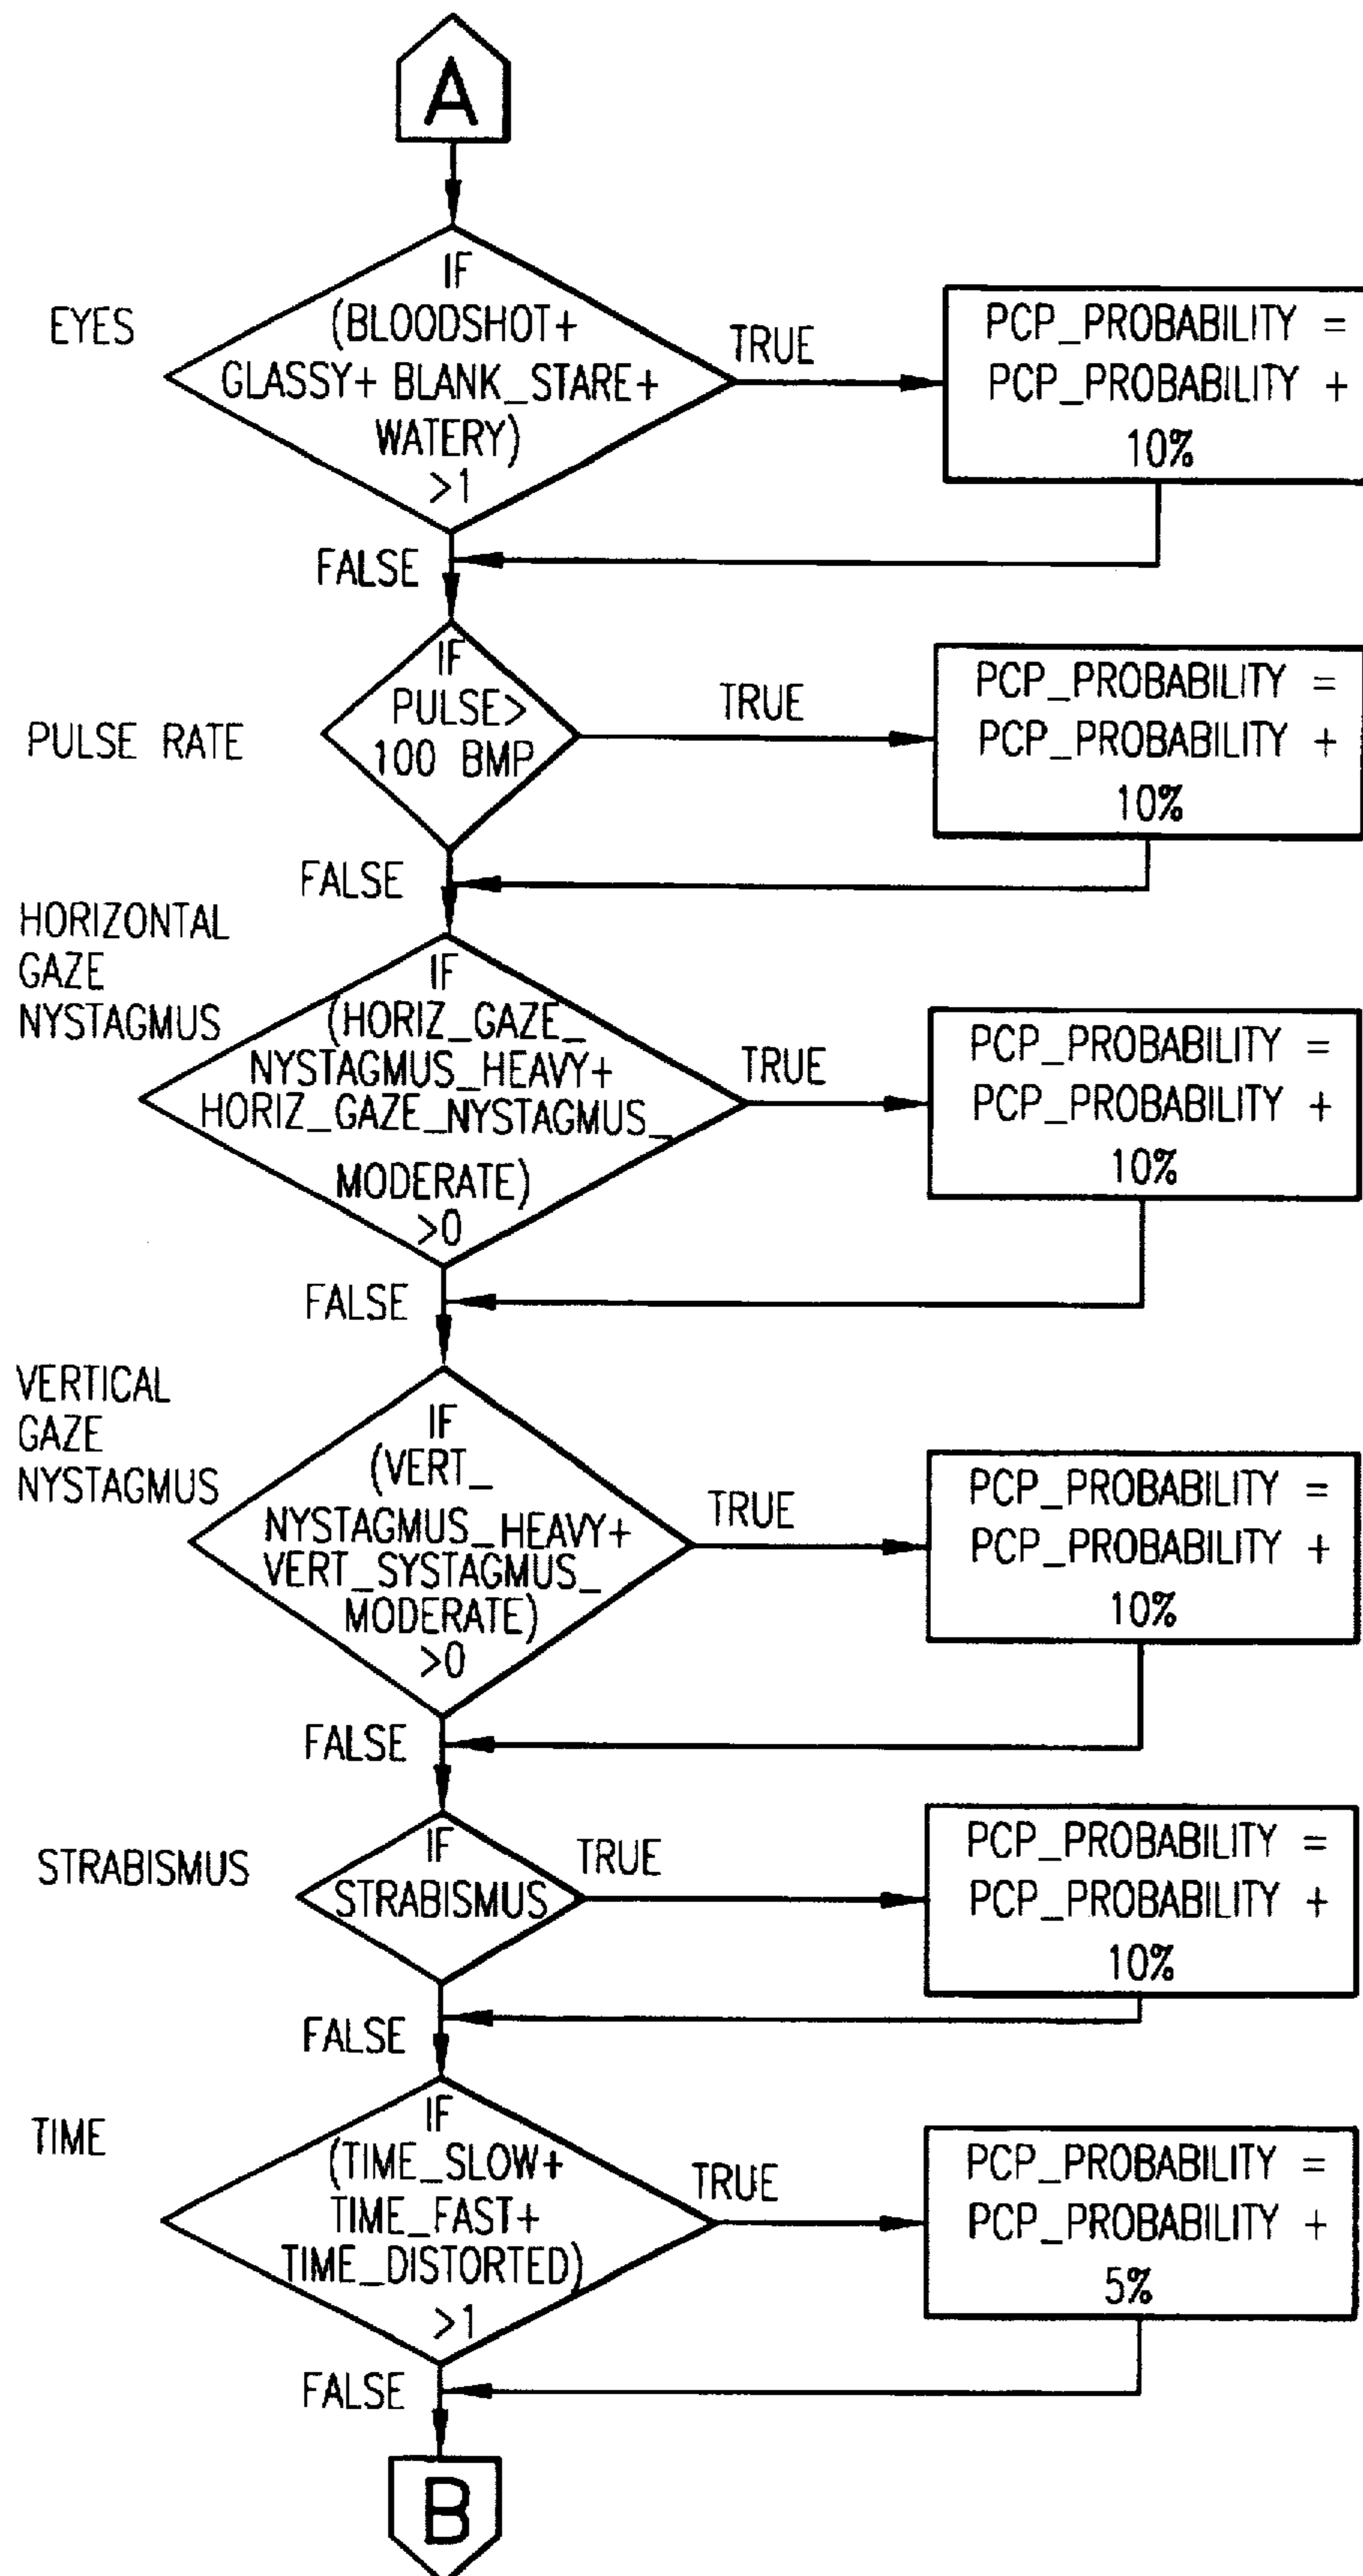 A
EYES
IF
(BLOODSHOT+
GLASSY+ BLANK_STARE+
WATERY)
>1
TRUE
PCP_PROBABILITY =
PCP_PROBABILITY +
10%
FALSE
PULSE RATE
IF
PULSE>
100 BMP
TRUE
PCP_PROBABILITY =
PCP_PROBABILITY +
10%
FALSE
HORIZONTAL
GAZE
NYSTAGMUS
IF
(HORIZ_GAZE_
NYSTAGMUS_HEAVY+
HORIZ_GAZE_NYSTAGMUS_
MODERATE)
>0
TRUE
PCP_PROBABILITY =
PCP_PROBABILITY +
10%
FALSE
VERTICAL
GAZE
NYSTAGMUS
IF
(VERT_
NYSTAGMUS_HEAVY+
VERT_SYSTAGMUS_
MODERATE)
>0
TRUE
PCP_PROBABILITY =
PCP_PROBABILITY +
10%
FALSE
STRABISMUS
IF
STRABISMUS
TRUE
PCP_PROBABILITY =
PCP_PROBABILITY +
10%
FALSE
TIME
IF
(TIME_SLOW+
TIME_FAST+
TIME_DISTORTED)
>1
TRUE
PCP_PROBABILITY =
PCP_PROBABILITY +
5%
FALSE
B